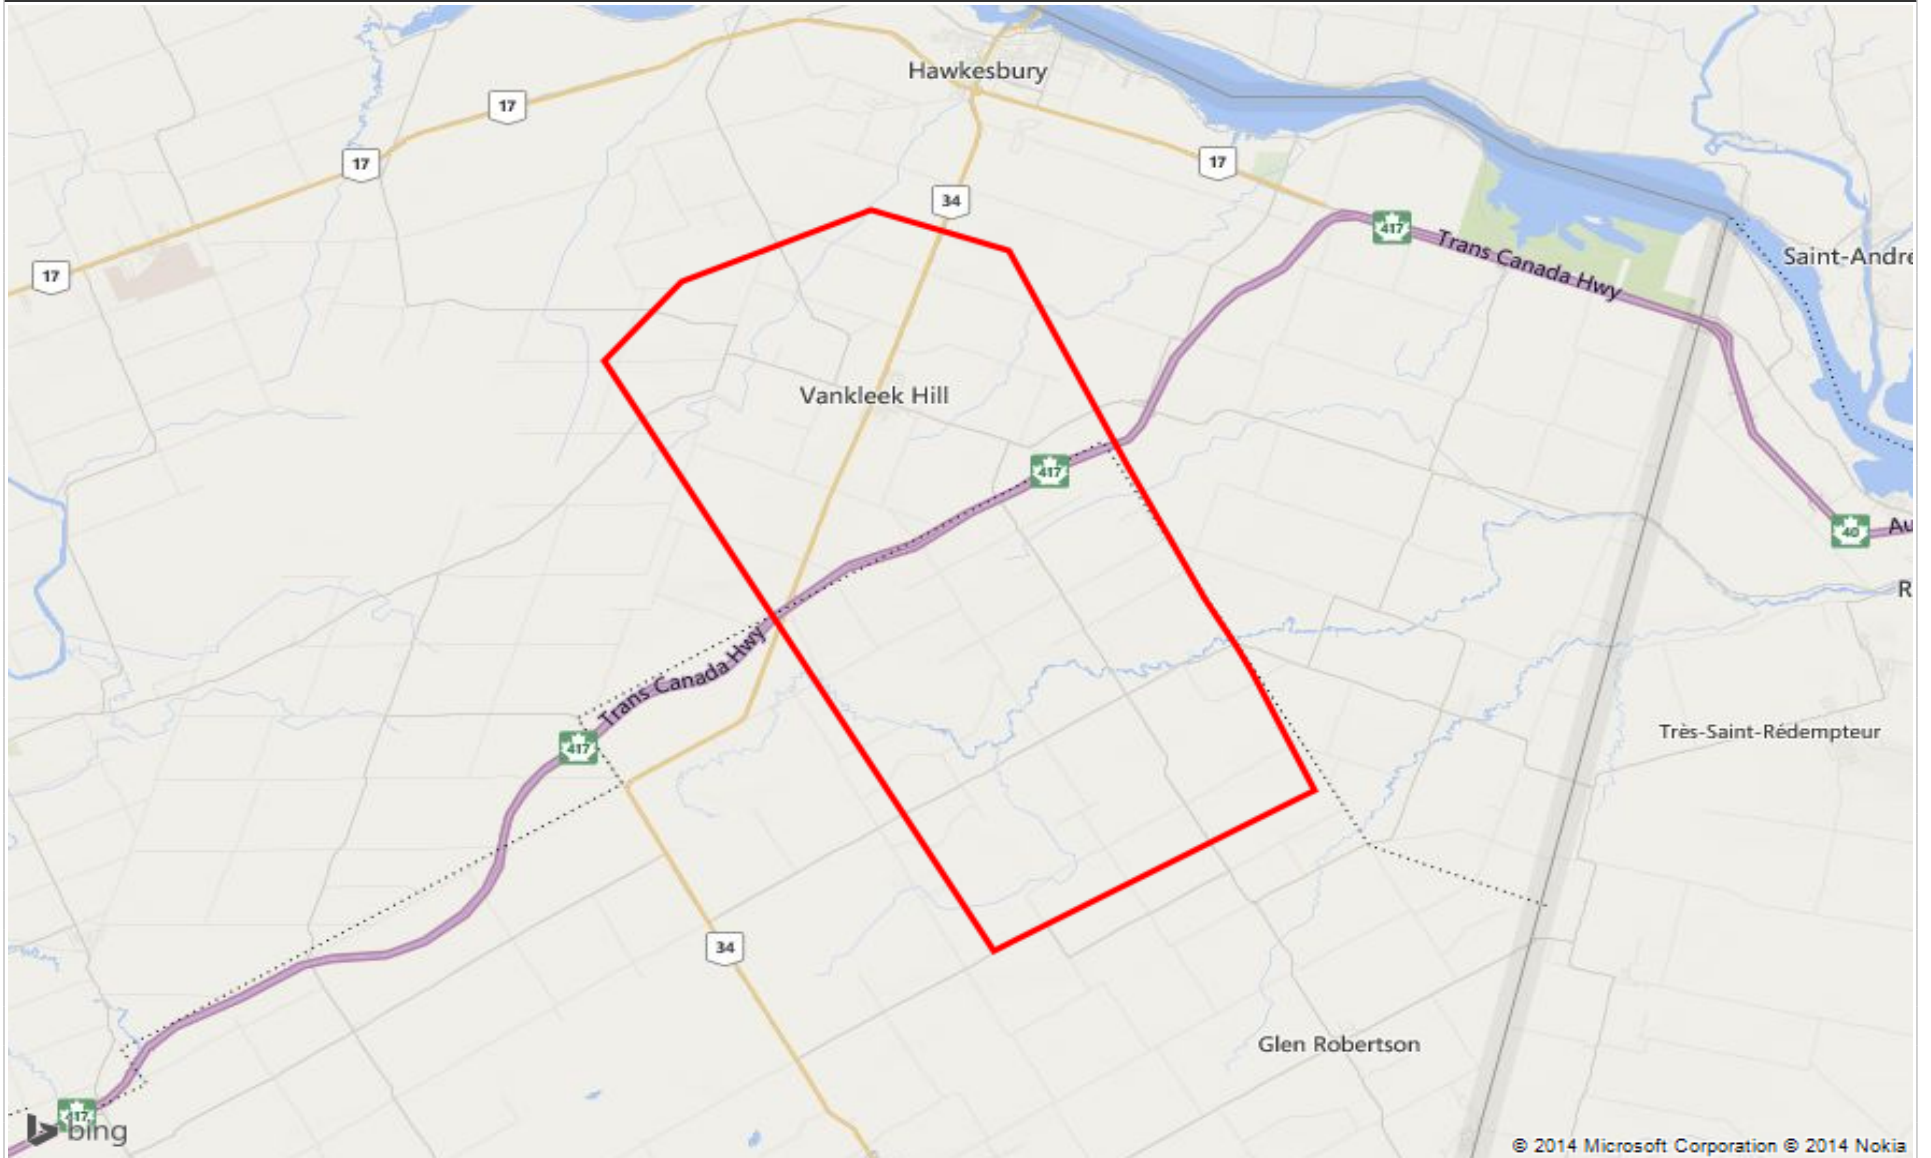 Hawkesbury
17
17
17
34
417
Trans Canada Hwy
Saint-André
17
Vankleek Hill
417
40
Au
R
Trans Canada Hwy
417
Très-Saint-Rédempteur
34
Glen Robertson
417
bing
© 2014 Microsoft Corporation © 2014 Nokia